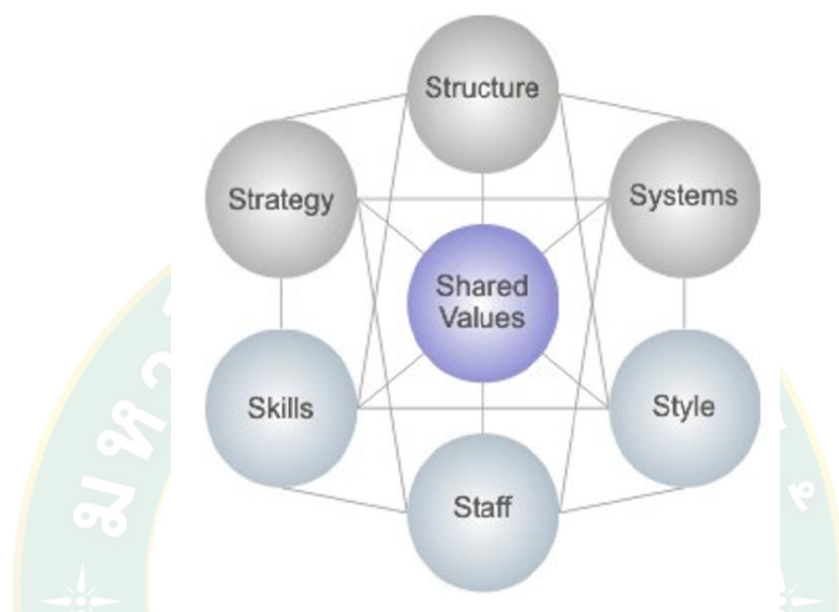 Structure
Strategy
Systems
Shared
Values
Skills
Style
Staff